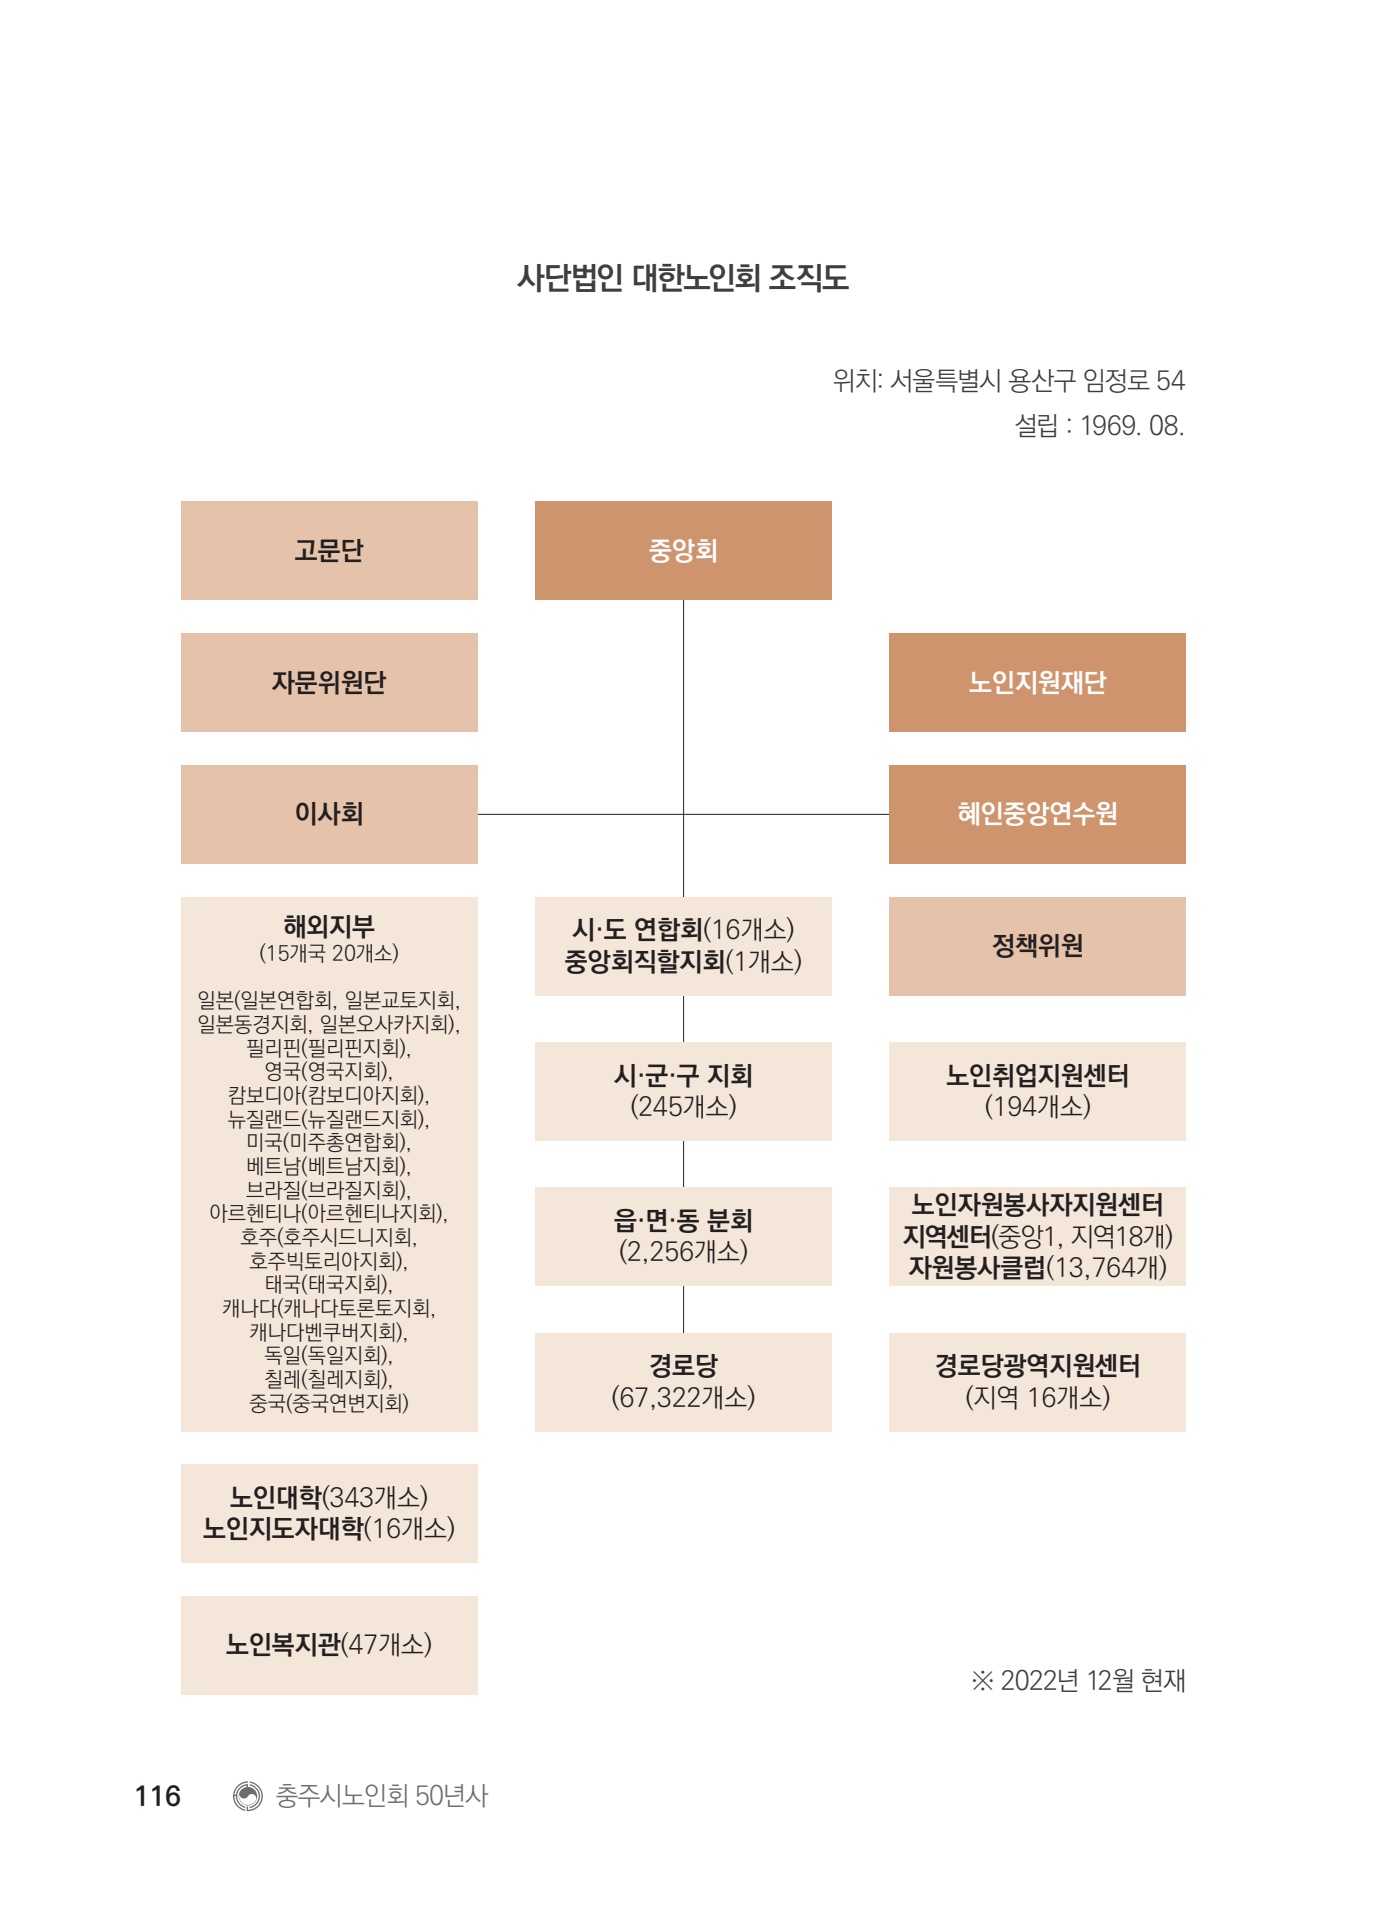 사단법인 대한노인회 조직도
위치: 서울특별시 용산구 임정로 54
설립 : 1969. 08.
고문단
중앙회
자문위원단
노인지원재단
이사회
혜인중앙연수원
해외지부
(15개국 20개소)
일본(일본연합회, 일본교토지회,
일본동경지회, 일본오사카지회),
필리핀(필리핀지회),
영국(영국지회),
캄보디아(캄보디아지회),
뉴질랜드(뉴질랜드지회),
미국(미주총연합회),
베트남(베트남지회),
브라질(브라질지회),
아르헨티나(아르헨티나지회),
호주(호주시드니지회,
호주빅토리아지회),
태국(태국지회),
캐나다(캐나다토론토지회,
캐나다벤쿠버지회),
독일(독일지회),
칠레(칠레지회),
중국(중국연변지회)
시·도 연합회(16개소)
중앙회직할지회(1개소)
정책위원
시·군·구 지회
(245개소)
노인취업지원센터
(194개소)
읍·면·동 분회
(2,256개소)
노인자원봉사자지원센터
지역센터(중앙1, 지역18개)
자원봉사클럽(13,764개)
경로당
(67,322개소)
경로당광역지원센터
(지역 16개소)
노인대학(343개소)
노인지도자대학(16개소)
노인복지관(47개소)
※ 2022년 12월 현재
116
충주시노인회 50년사